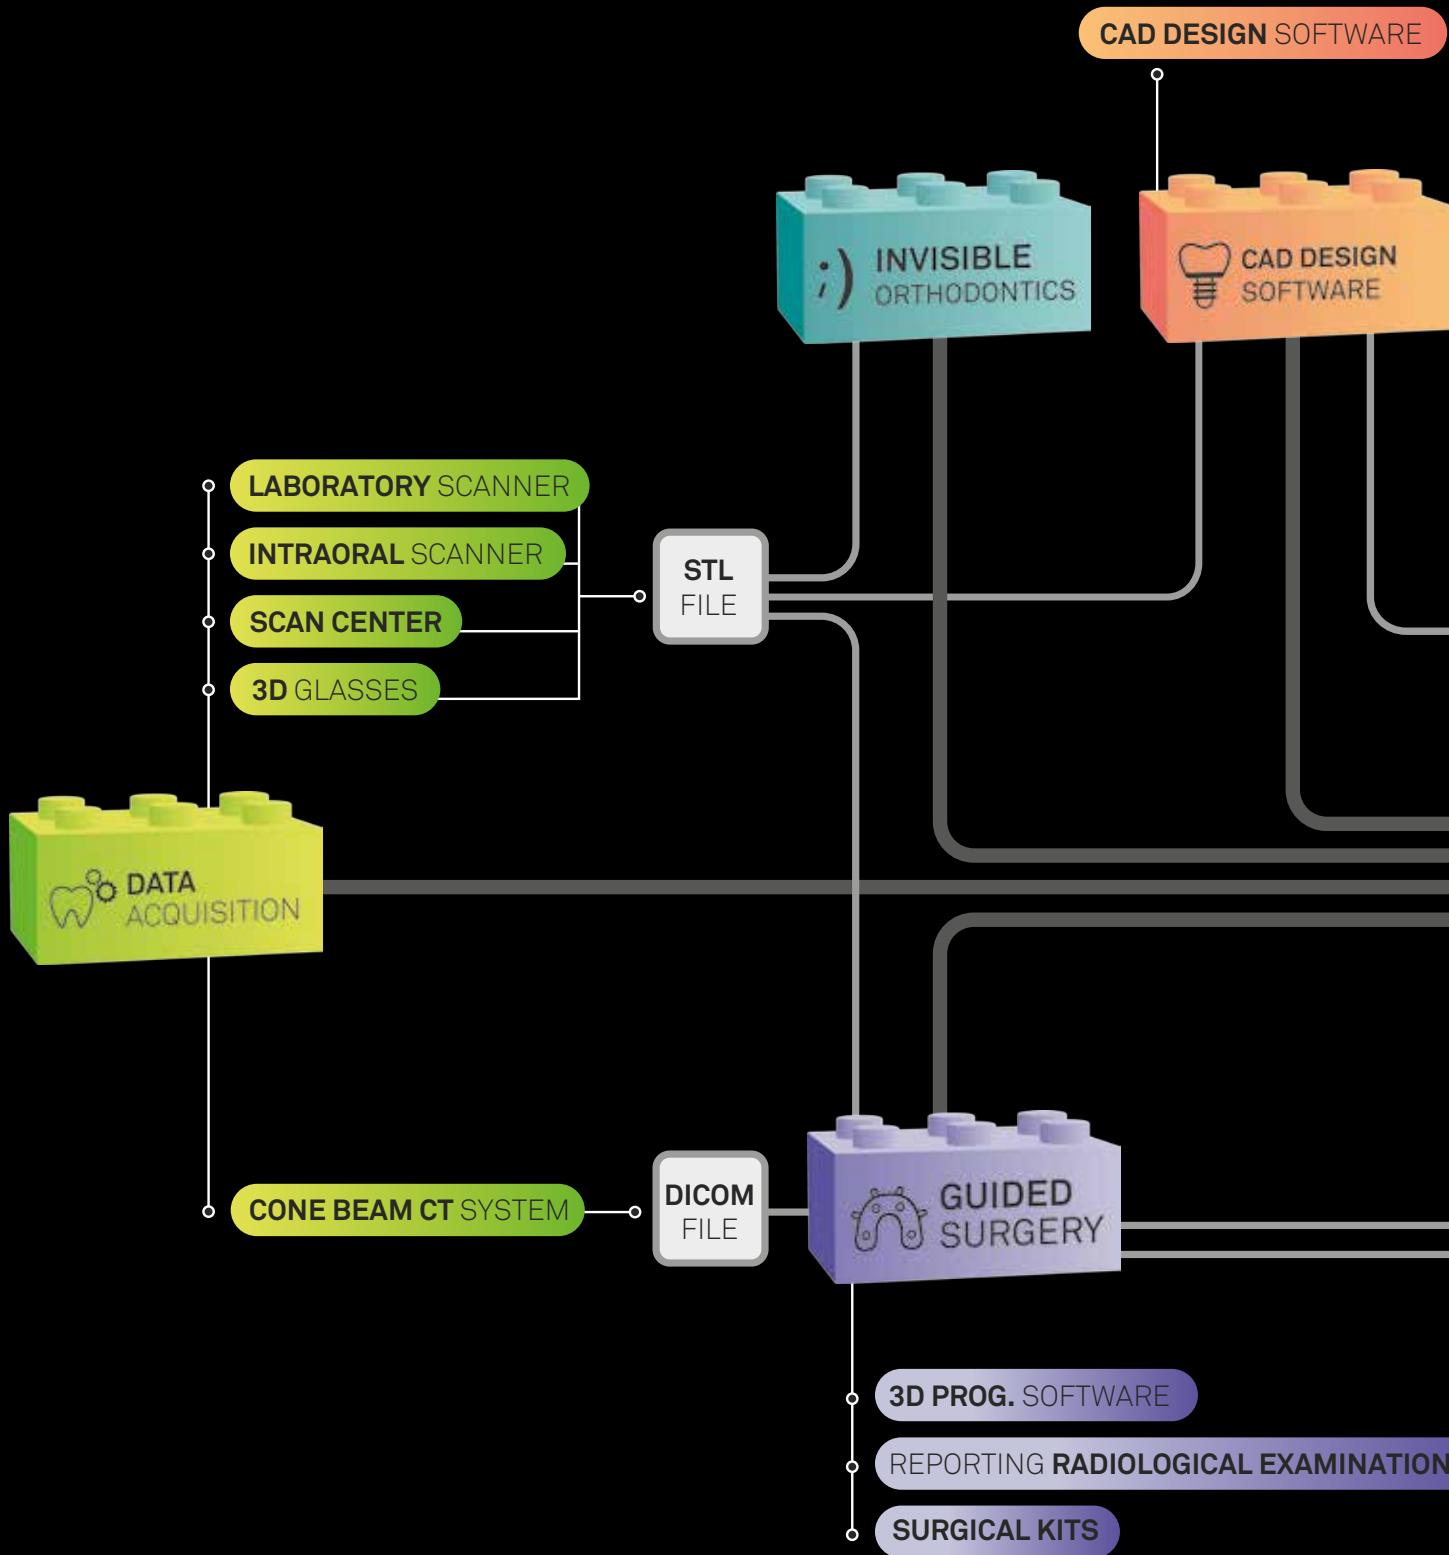 CAD DESIGN SOFTWARE
;) INVISIBLE
ORTHODONTICS
CAD DESIGN
SOFTWARE
LABORATORY SCANNER
INTRAORAL SCANNER
SCAN CENTER
3D GLASSES
STL
FILE
DATA
ACQUISITION
CONE BEAM CT SYSTEM
DICOM
FILE
GUIDED
SURGERY
3D PROG. SOFTWARE
REPORTING RADIOLOGICAL EXAMINATION
SURGICAL KITS